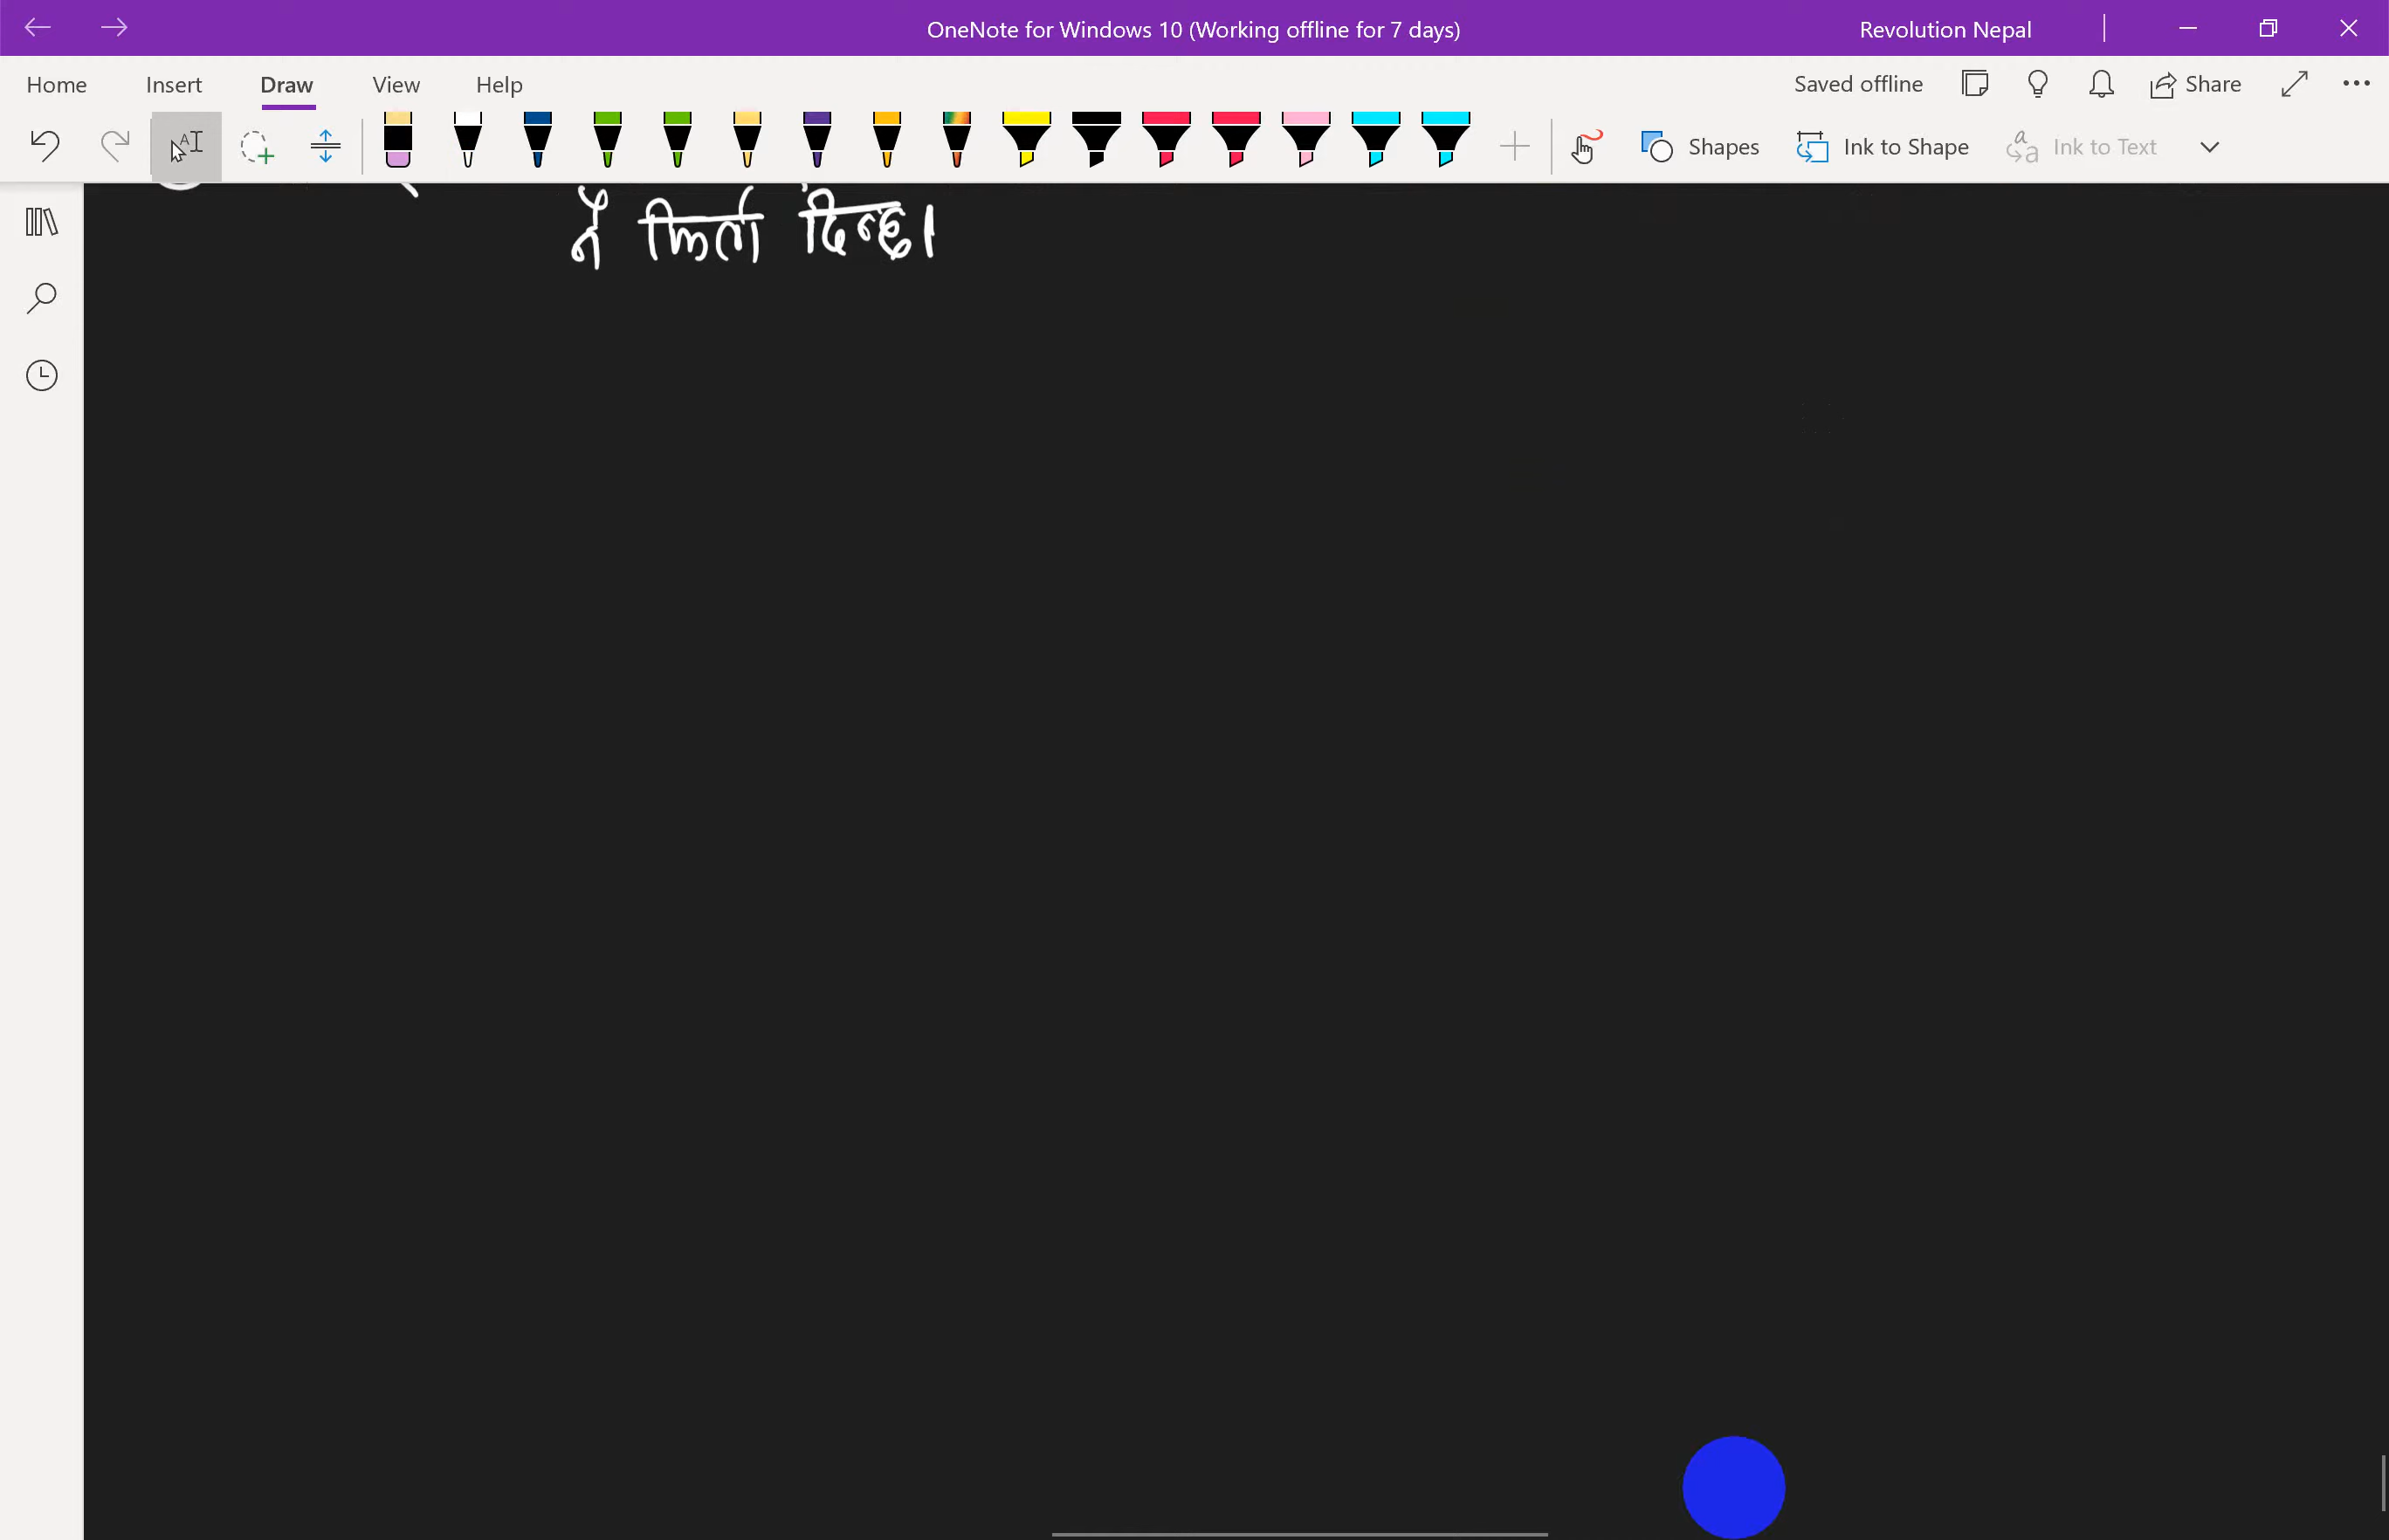 OneNote for Windows 10 (Working offline for 7 days)
Revolution Nepal
Home Insert Draw View Help
Saved offline Share
Shapes Ink to Shape Ink to Text
नै फिर्ता दिन्छ।